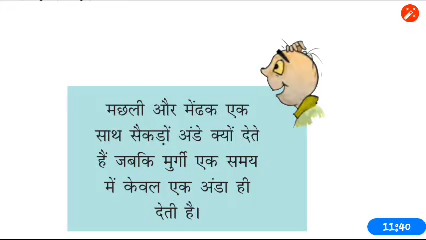 मछली और मेंढक एक
साथ सैकड़ों अंडे क्यों देते
हैं जबकि मुर्गी एक समय
में केवल एक अंडा ही
देती है।
11:40